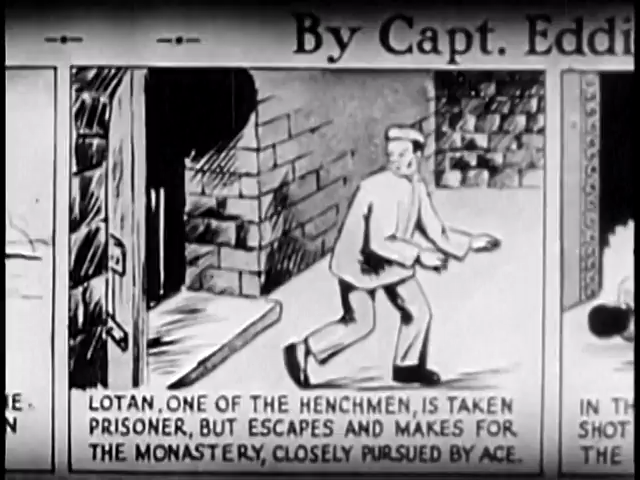 By Capt. Eddi
LOTAN, ONE OF THE HENCHMEN, IS TAKEN
PRISONER, BUT ESCAPES AND MAKES FOR
THE MONASTERY, CLOSELY PURSUED BY ACE.
IN TH
SHOT
THE